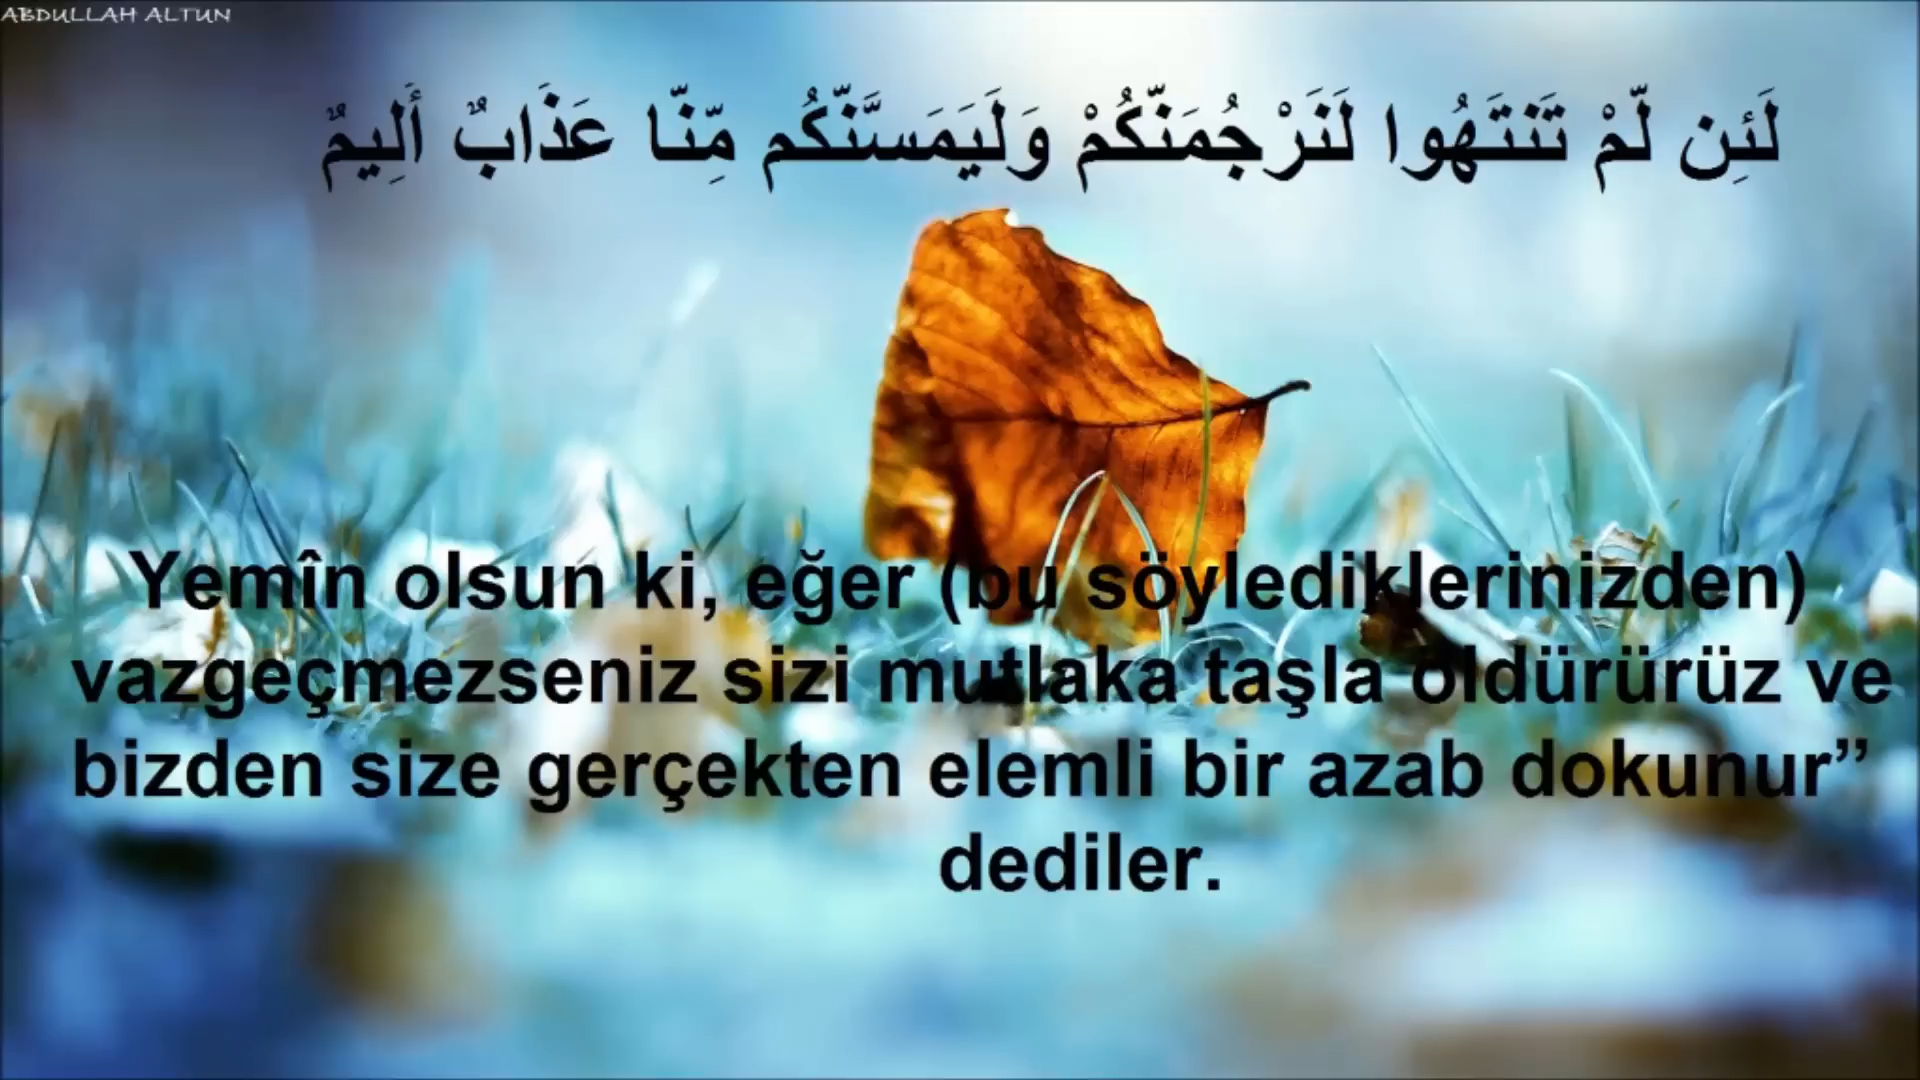 ABDULLAH ALTUN
لَئِن لَّمْ تَنتَهُوا لَنَرْجُمَنَّكُمْ وَلَيَمَسَّنَّكُم مِّنَّا عَذَابٌ أَلِيمٌ
Yemîn olsun ki, eğer (bu söylediklerinizden)
vazgeçmezseniz sizi mutlaka taşla öldürürüz ve
bizden size gerçekten elemli bir azab dokunur”
dediler.